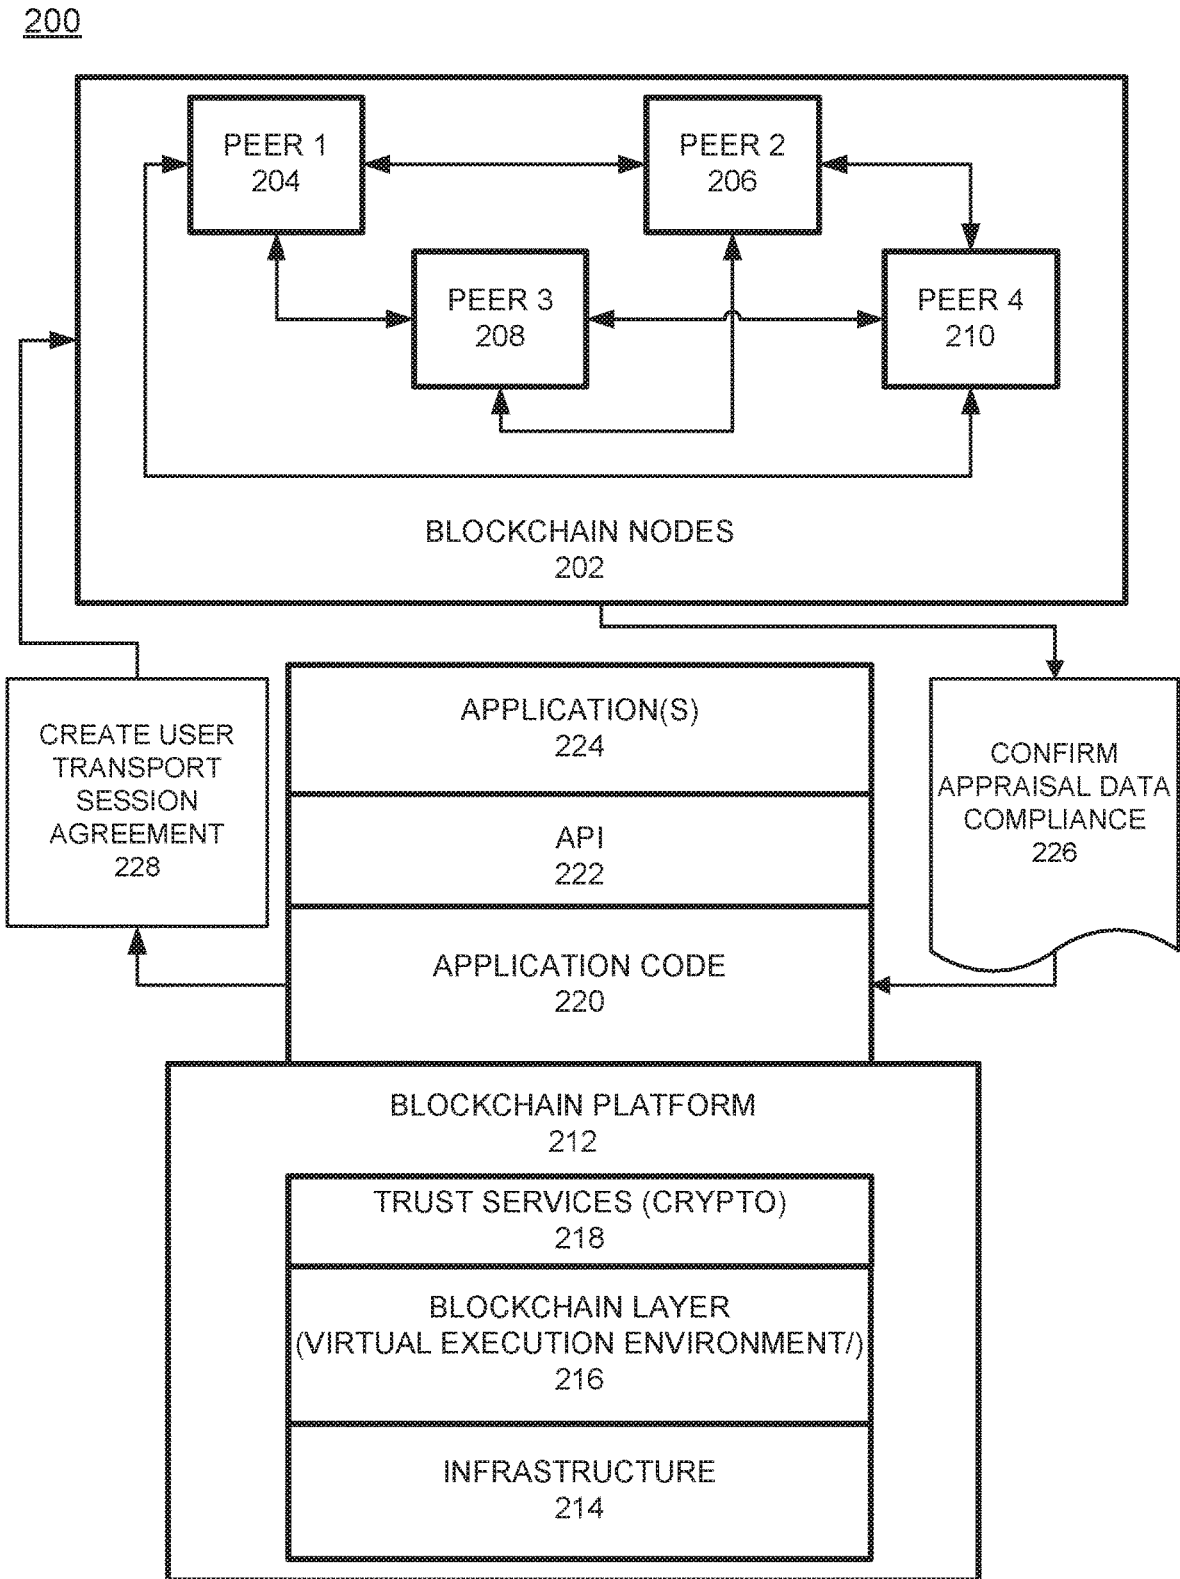 200
PEER 1
204
PEER 2
206
PEER 3
208
PEER 4
210
BLOCKCHAIN NODES
202
CREATE USER
TRANSPORT
SESSION
AGREEMENT
228
APPLICATION(S)
224
API
222
APPLICATION CODE
220
CONFIRM
APPRAISAL DATA
COMPLIANCE
226
BLOCKCHAIN PLATFORM
212
TRUST SERVICES (CRYPTO)
218
BLOCKCHAIN LAYER
(VIRTUAL EXECUTION ENVIRONMENT/)
216
INFRASTRUCTURE
214